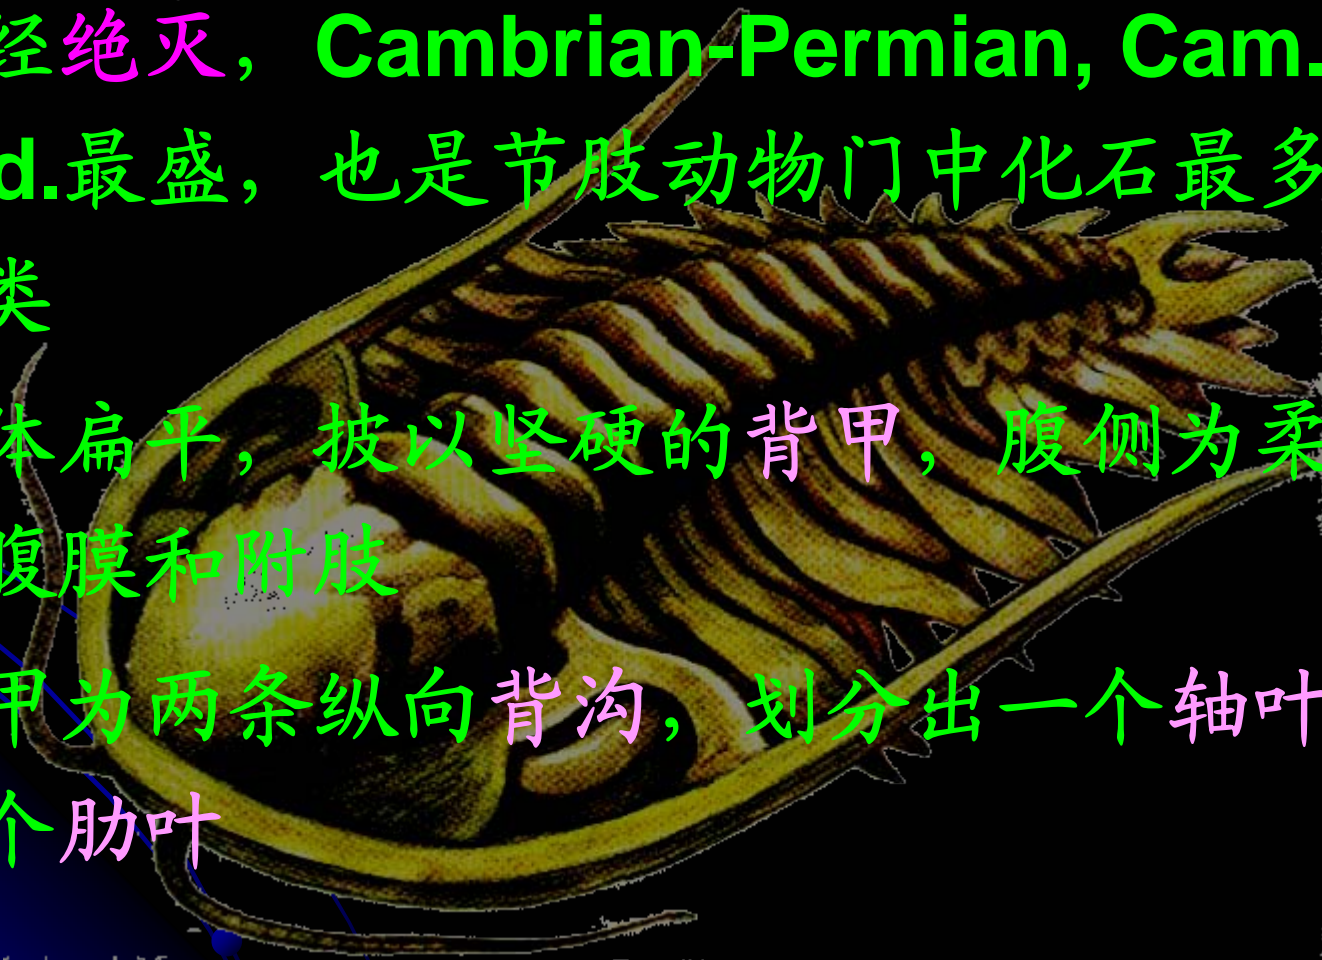 经绝灭，Cambrian-Permian, Cam.
d.最盛，也是节肢动物门中化石最多
类
体扁平，披以坚硬的背甲，腹侧为柔
腹膜和附肢
甲为两条纵向背沟，划分出一个轴叶
个肋叶